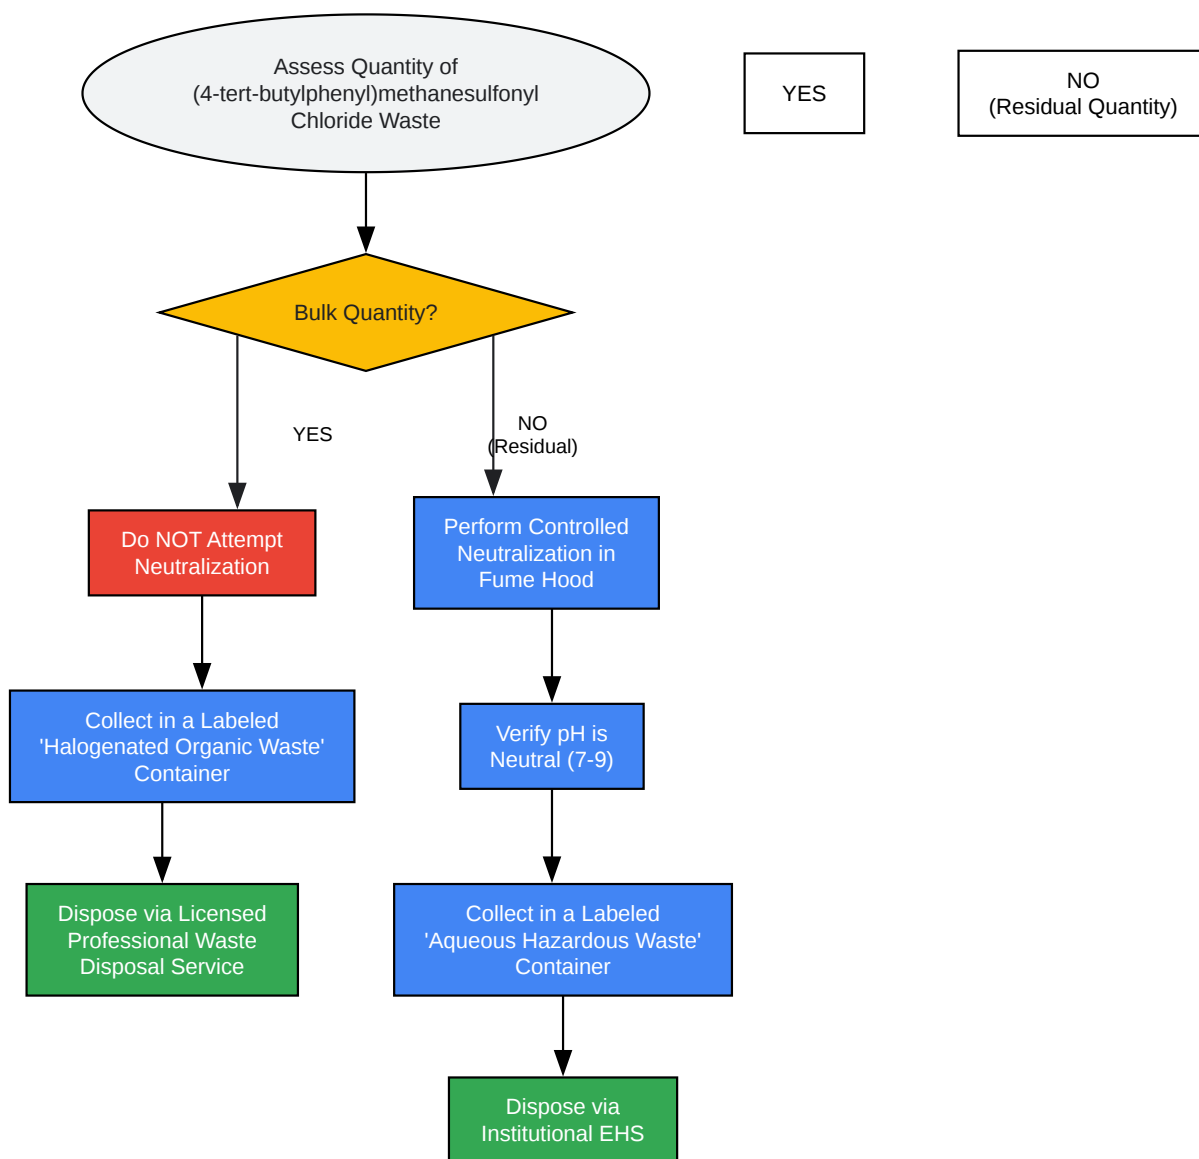 Assess Quantity of
(4-tert-butylphenyl)methanesulfonyl
Chloride Waste
YES
NO
(Residual Quantity)
Bulk Quantity?
YES
NO
(Residual)
Do NOT Attempt
Neutralization
Perform Controlled
Neutralization in
Fume Hood
Collect in a Labeled
'Halogenated Organic Waste'
Container
Verify pH is
Neutral (7-9)
Dispose via Licensed
Professional Waste
Disposal Service
Collect in a Labeled
'Aqueous Hazardous Waste'
Container
Dispose via
Institutional EHS